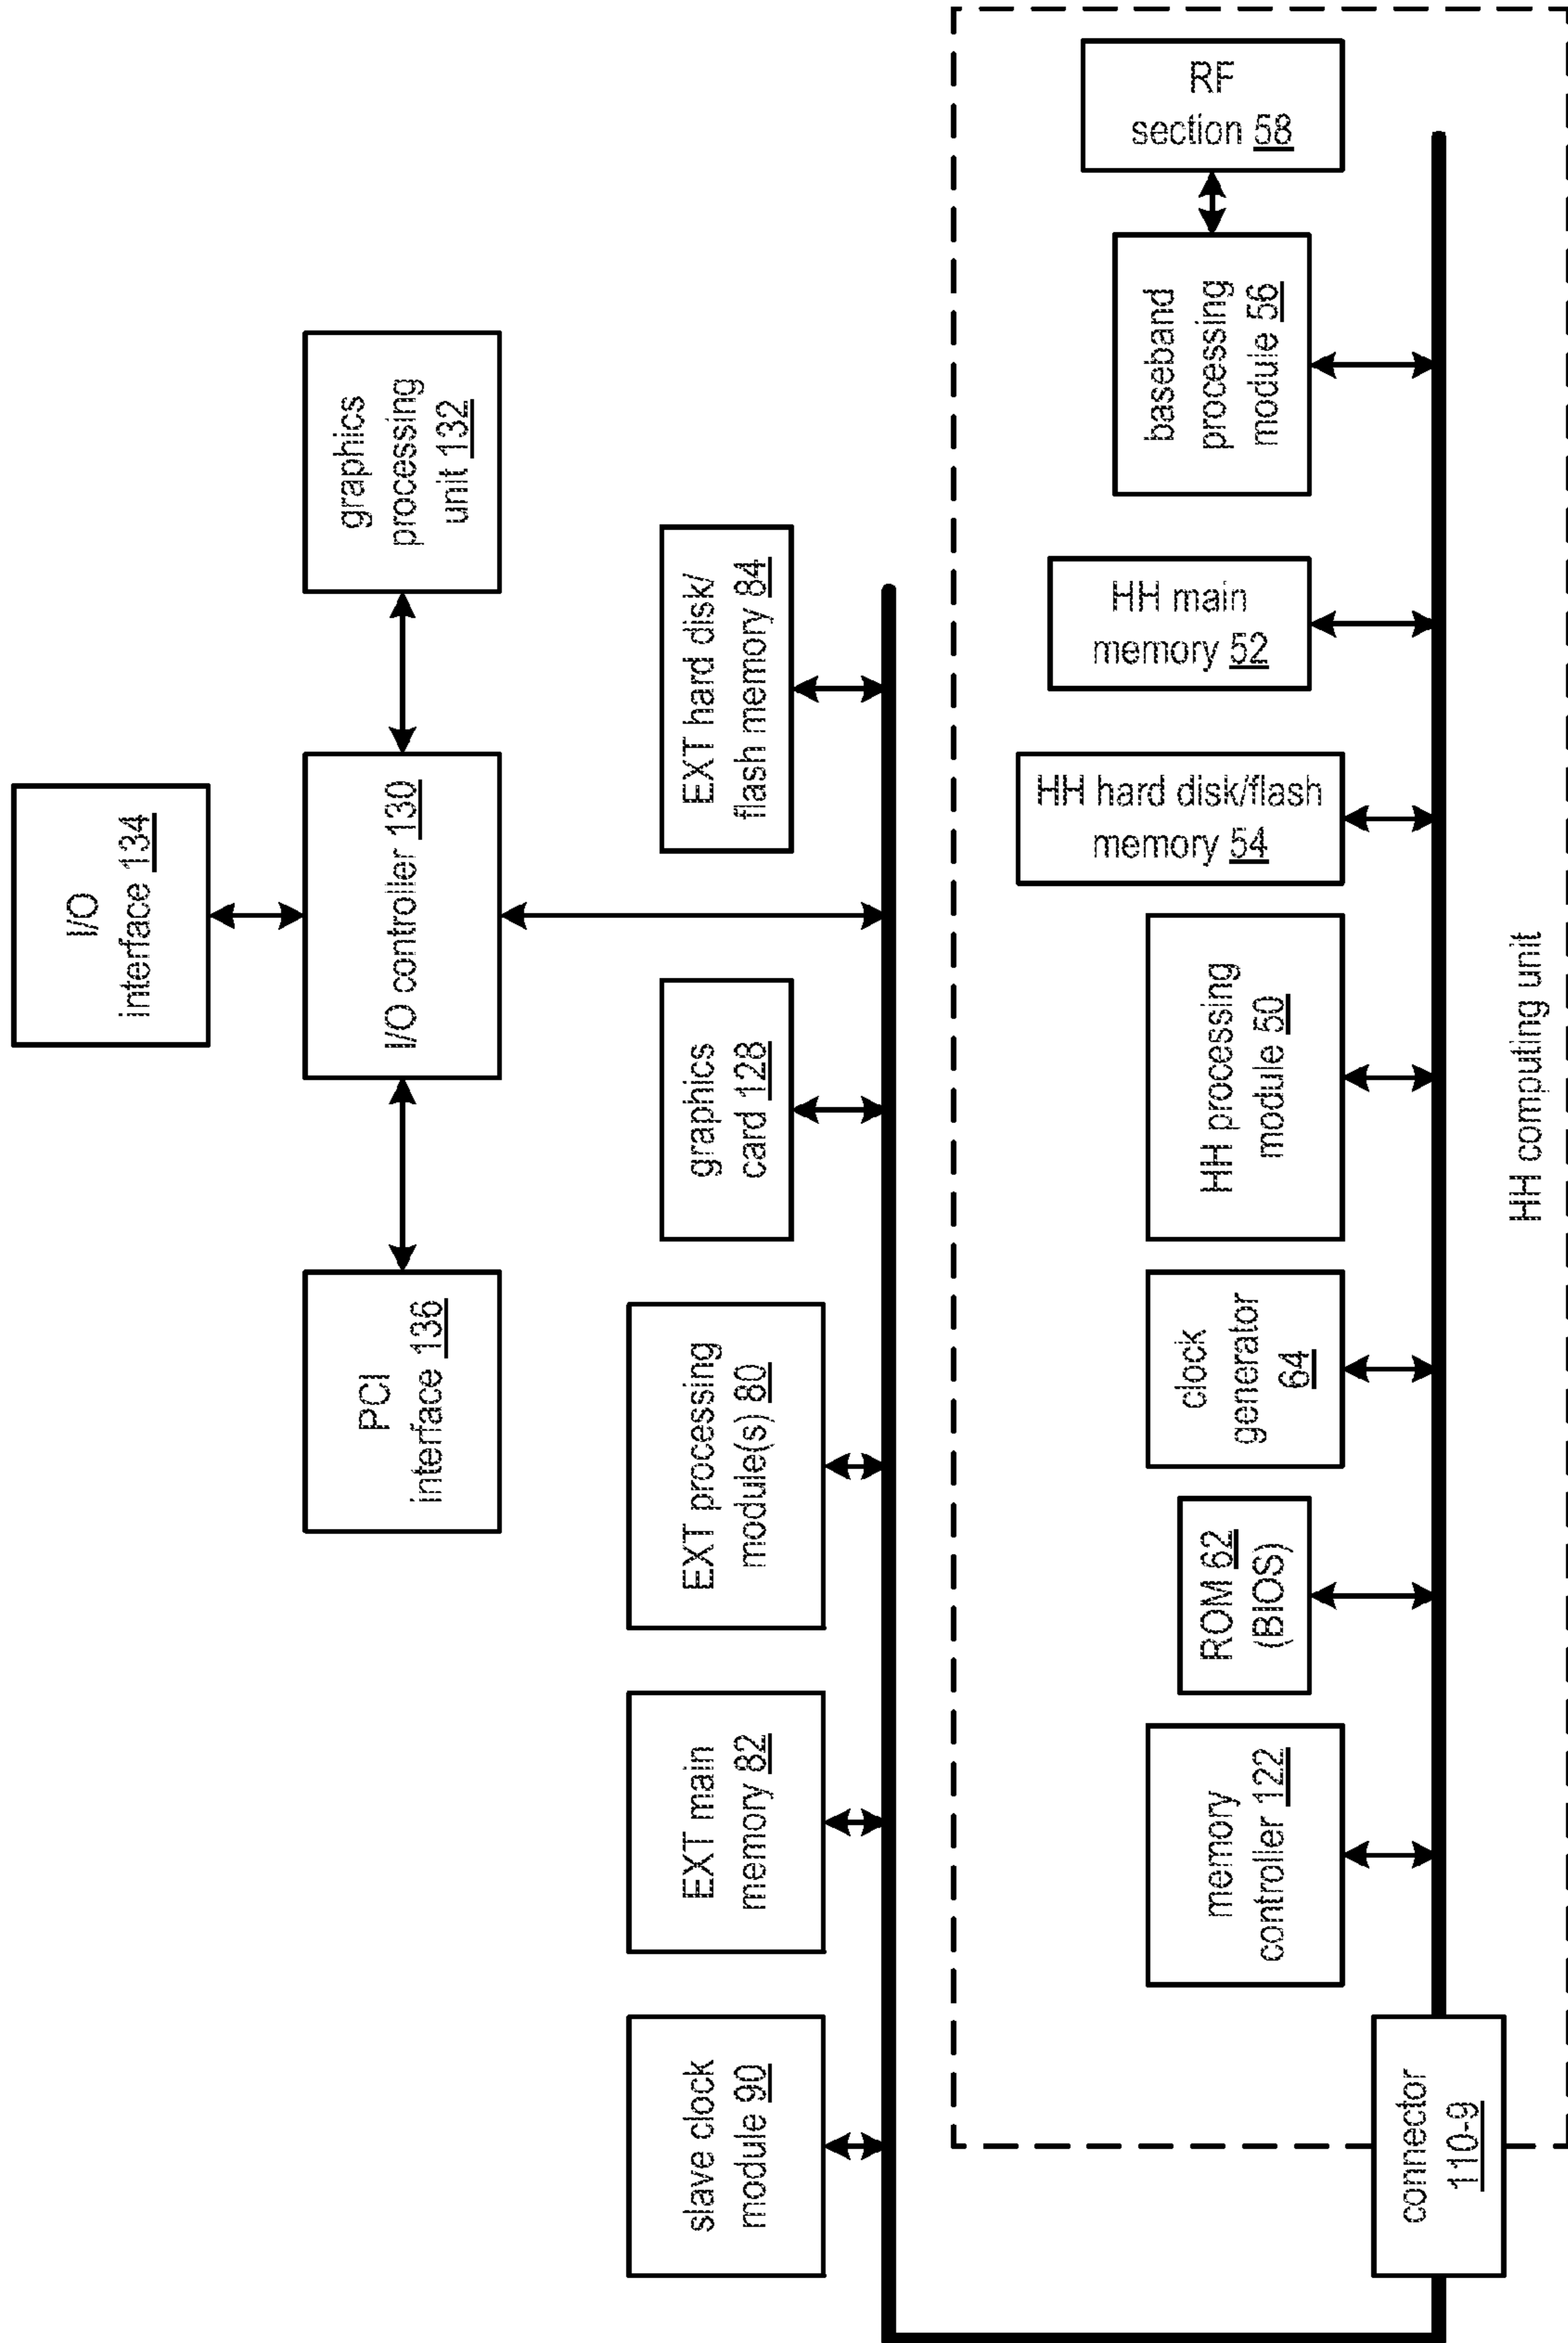 I/O
interface 134
PCI
interface 136
I/O controller 130
graphics
processing
unit 132
slave clock
module 90
EXT main
memory 82
EXT processing
module(s) 80
graphics
card 128
EXT hard disk/
flash memory 84
connector
110-9
memory
controller 122
ROM 62
(BIOS)
clock
generator
64
HH processing
module 50
HH hard disk/flash
memory 54
HH main
memory 52
baseband
processing
module 56
RF
section 58
HH computing unit